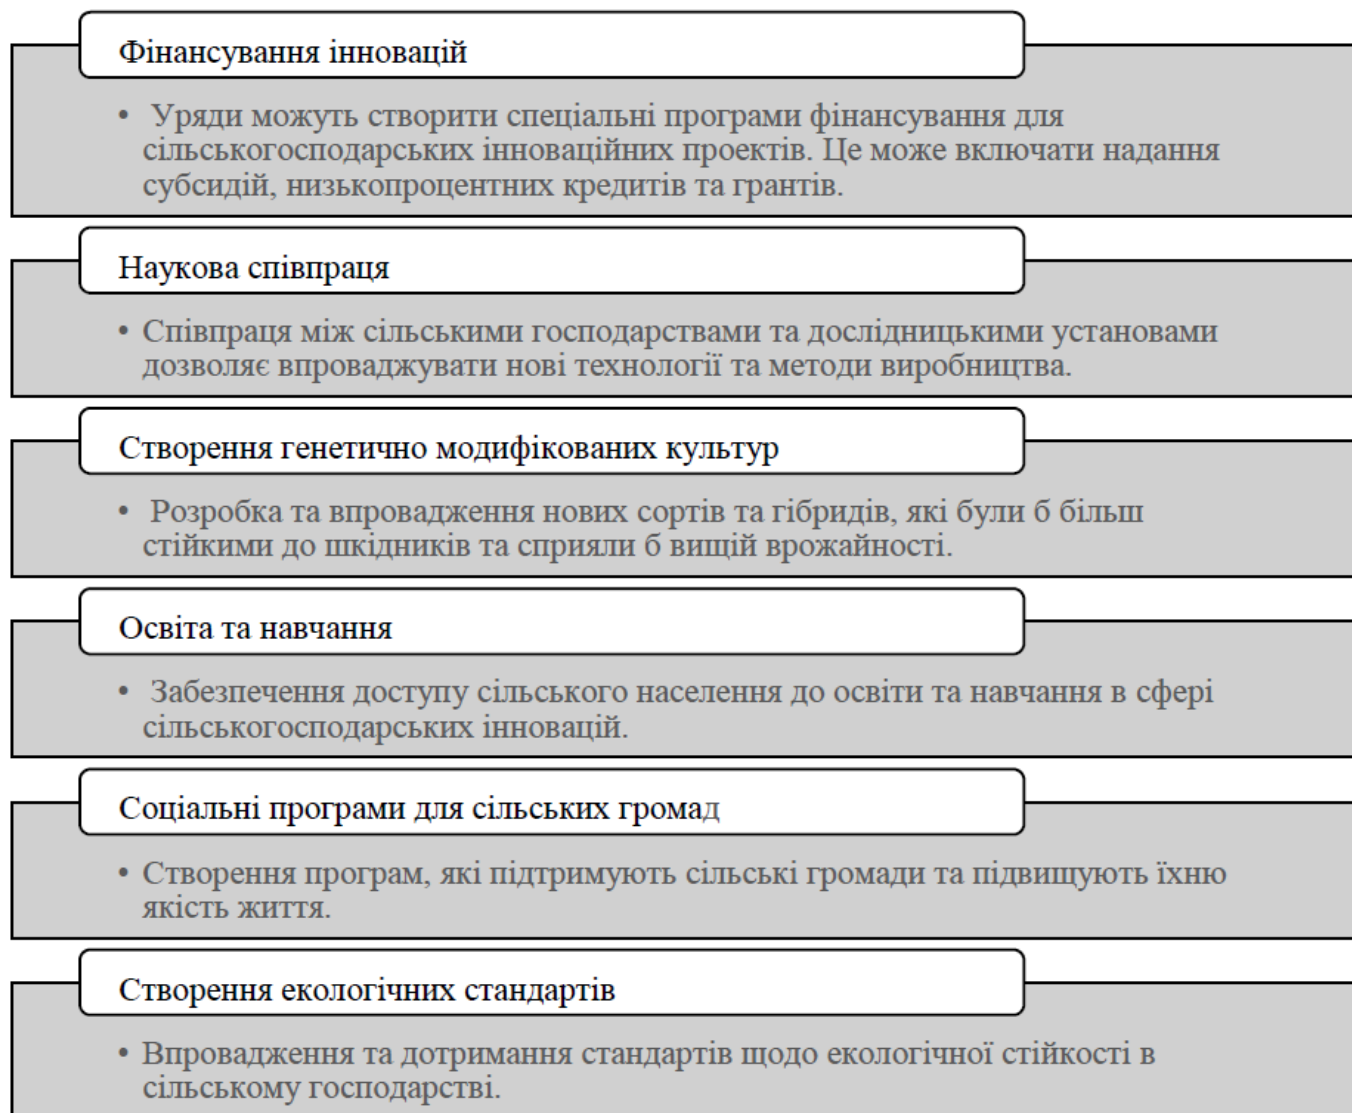 Фінансування інновацій
• Уряди можуть створити спеціальні програми фінансування для
сільськогосподарських інноваційних проектів. Це може включати надання
субсидій, низькопроцентних кредитів та грантів.
Наукова співпраця
• Співпраця між сільськими господарствами та дослідницькими установами
дозволяє впроваджувати нові технології та методи виробництва.
Створення генетично модифікованих культур
• Розробка та впровадження нових сортів та гібридів, які були б більш
стійкими до шкідників та сприяли б вищій врожайності.
Освіта та навчання
• Забезпечення доступу сільського населення до освіти та навчання в сфері
сільськогосподарських інновацій.
Соціальні програми для сільських громад
• Створення програм, які підтримують сільські громади та підвищують їхню
якість життя.
Створення екологічних стандартів
• Впровадження та дотримання стандартів щодо екологічної стійкості в
сільському господарстві.